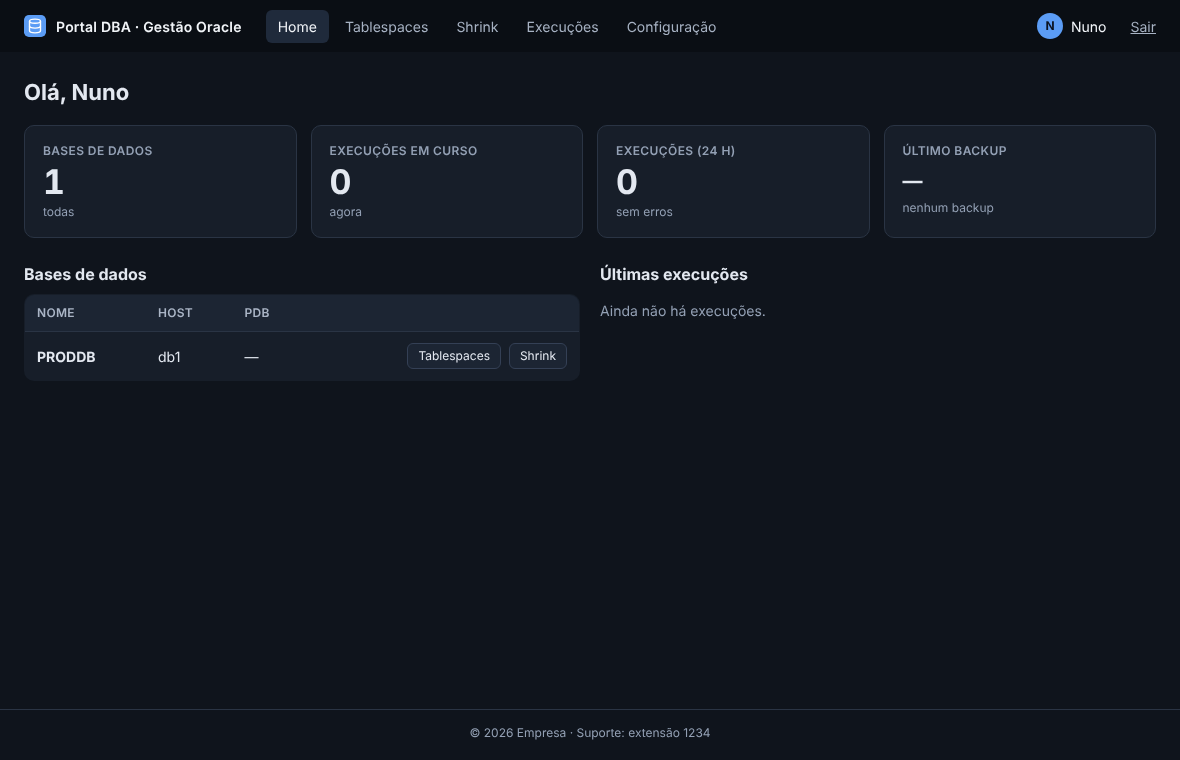 Portal DBA · Gestão Oracle Home Tablespaces Shrink Execuções Configuração N Nuno Sair
Olá, Nuno
BASES DE DADOS
1
todas
EXECUÇÕES EM CURSO
0
agora
EXECUÇÕES (24 H)
0
sem erros
ÚLTIMO BACKUP
—
nenhum backup
Bases de dados
NOME HOST PDB
PRODDB db1 — Tablespaces Shrink
Últimas execuções
Ainda não há execuções.
© 2026 Empresa · Suporte: extensão 1234